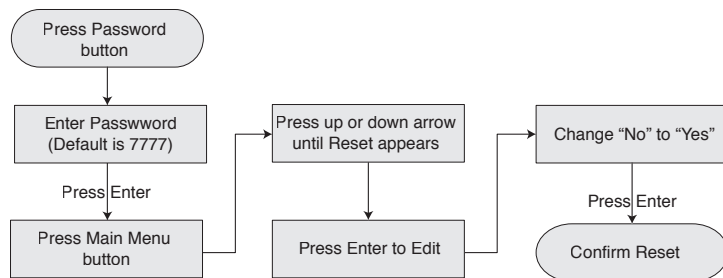 Press Password
button
Enter Passwword
(Default is 7777)
Press Enter
Press Main Menu
button
Press up or down arrow
until Reset appears
Press Enter to Edit
Change “No” to “Yes”
Press Enter
Confirm Reset